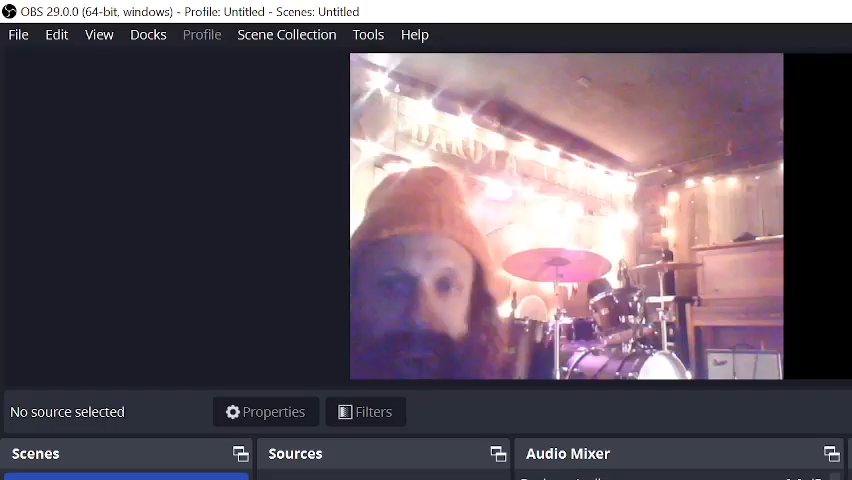 OBS 29.0.0 (64-bit, windows) - Profile: Untitled - Scenes: Untitled
File Edit View Docks Profile Scene Collection Tools Help
No source selected Properties Filters
Scenes Sources Audio Mixer